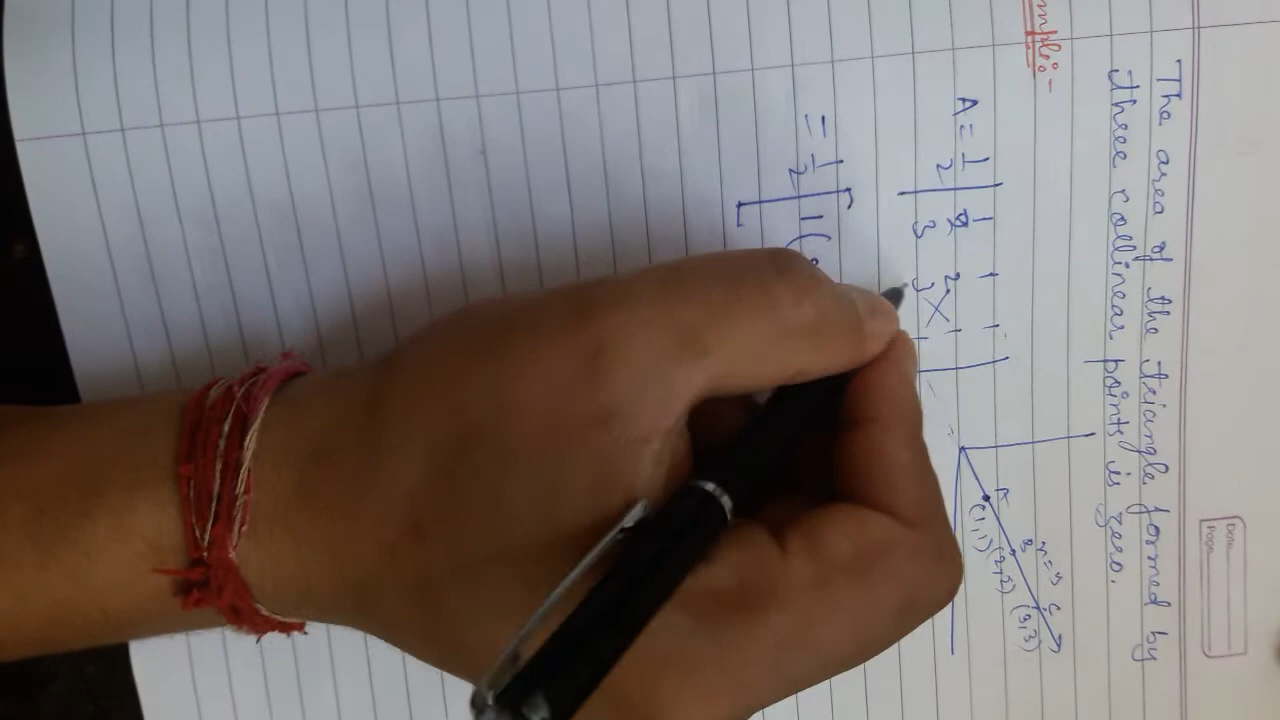 Date
Page
The area of the triangle formed by
three collinear points is zero.
mple:-
x=y
A B C
(1,1) (2,2) (3,3)
A = 1/2 | 1 1 1
2 2 1
3 3 1 |
= 1/2 [ 1(